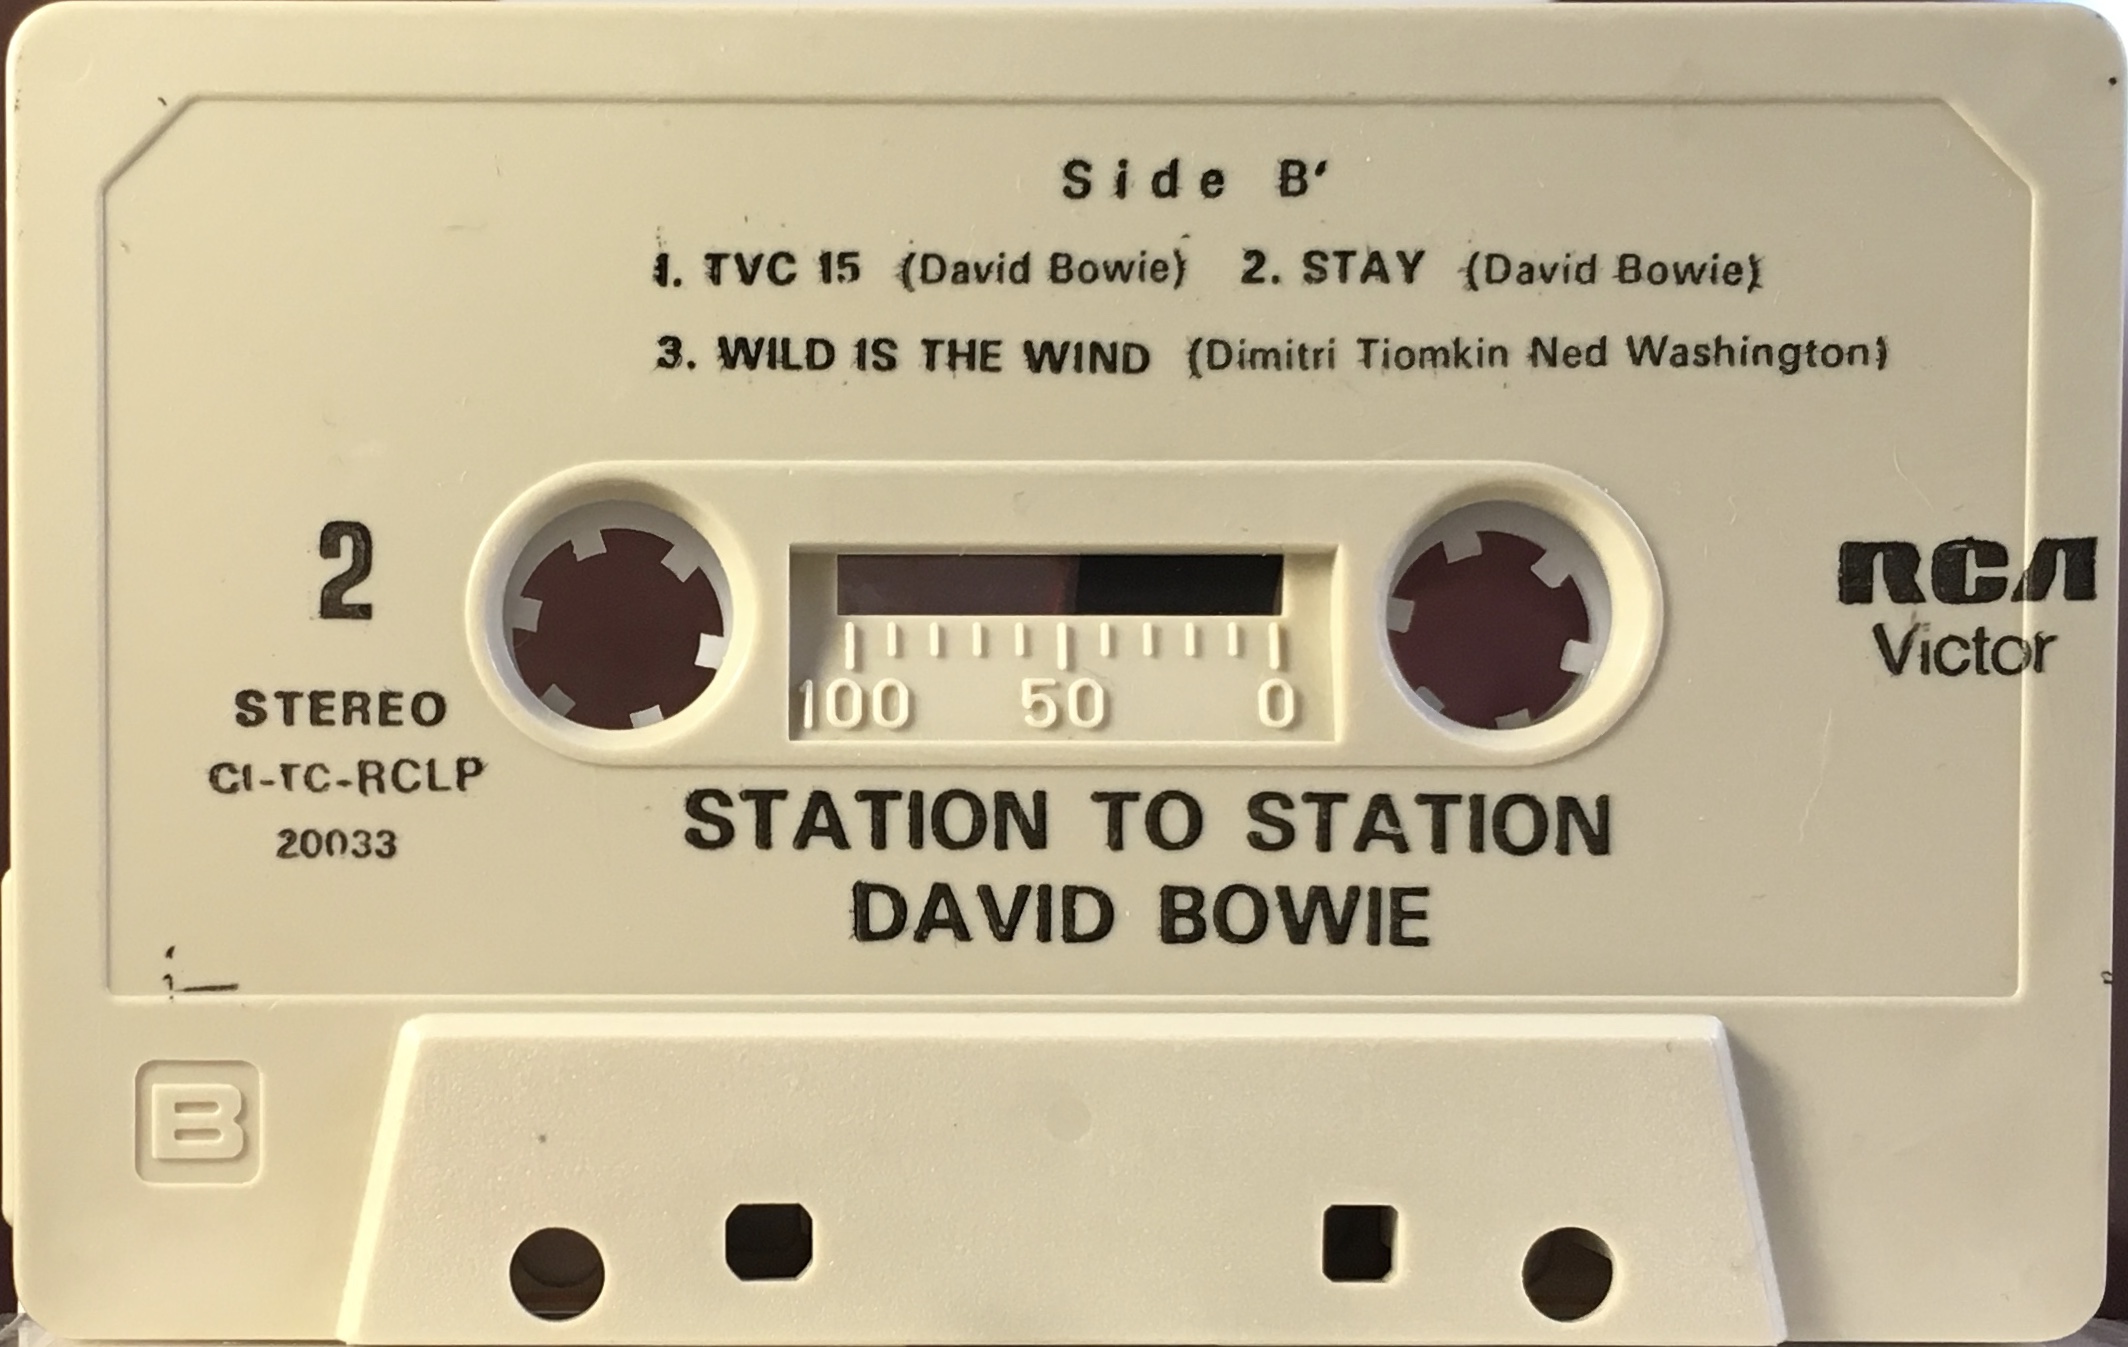 Side B'
1. TVC 15 (David Bowie) 2. STAY (David Bowie)
3. WILD IS THE WIND (Dimitri Tiomkin Ned Washington)
2
RCA
Victor
STEREO
100 50 0
CI-TC-RCLP
20033
STATION TO STATION
DAVID BOWIE
B